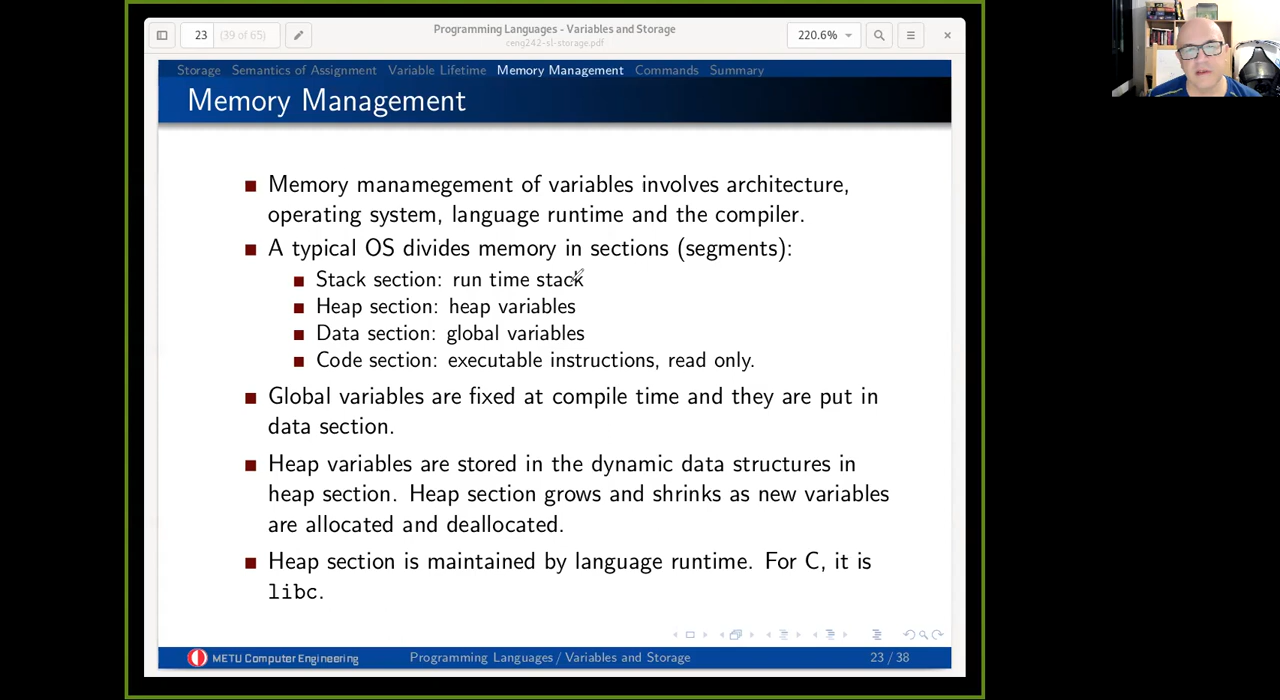 23
(39 of 65)
Programming Languages - Variables and Storage
ceng242-sl-storage.pdf
220.6%
Storage Semantics of Assignment Variable Lifetime Memory Management Commands Summary
Memory Management
Memory manamegement of variables involves architecture,
operating system, language runtime and the compiler.
A typical OS divides memory in sections (segments):
Stack section: run time stack
Heap section: heap variables
Data section: global variables
Code section: executable instructions, read only.
Global variables are fixed at compile time and they are put in
data section.
Heap variables are stored in the dynamic data structures in
heap section. Heap section grows and shrinks as new variables
are allocated and deallocated.
Heap section is maintained by language runtime. For C, it is
libc.
METU Computer Engineering
Programming Languages / Variables and Storage
23 / 38